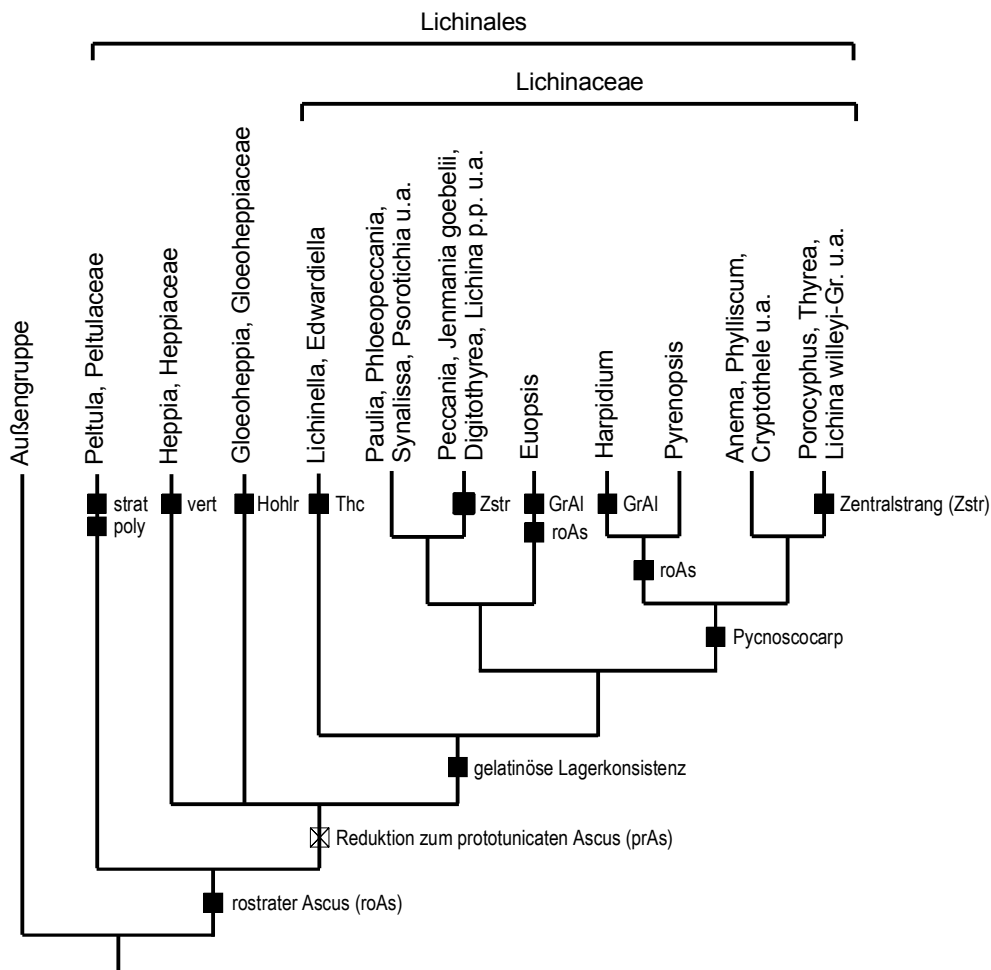 Lichinales
Lichinaceae
Außengruppe
Peltula, Peltulaceae
Heppia, Heppiaceae
Gloeoheppia, Gloeoheppiaceae
Lichinella, Edwardiella
Paulia, Phloeopeccania,
Synalissa, Psorotichia u.a.
Peccania, Jenmania goebelii,
Digitothyrea, Lichina p.p. u.a.
Euopsis
Harpidium
Pyrenopsis
Anema, Phylliscum,
Cryptothele u.a.
Porocyphus, Thyrea,
Lichina willeyi-Gr. u.a.
strat
poly
vert
Hohlr
Thc
Zstr
GrAl
roAs
GrAl
roAs
Zentralstrang (Zstr)
Pycnoscocarp
gelatinöse Lagerkonsistenz
Reduktion zum prototunicaten Ascus (prAs)
rostrater Ascus (roAs)